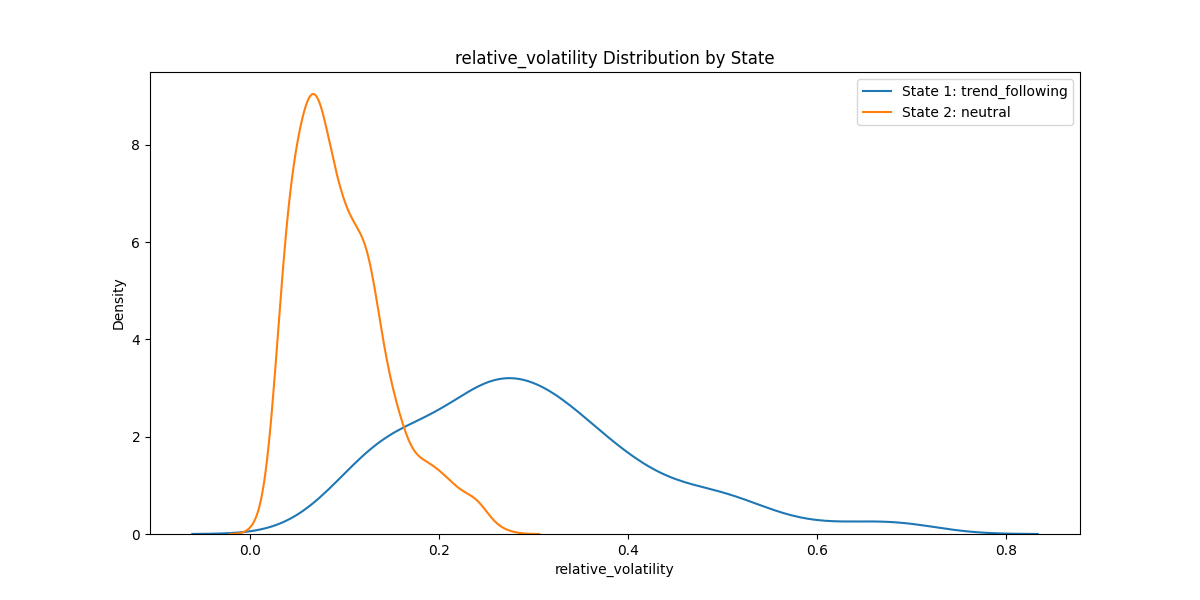 relative_volatility Distribution by State
State 1: trend_following
State 2: neutral
Density
8
6
4
2
0
0.0 0.2 0.4 0.6 0.8
relative_volatility